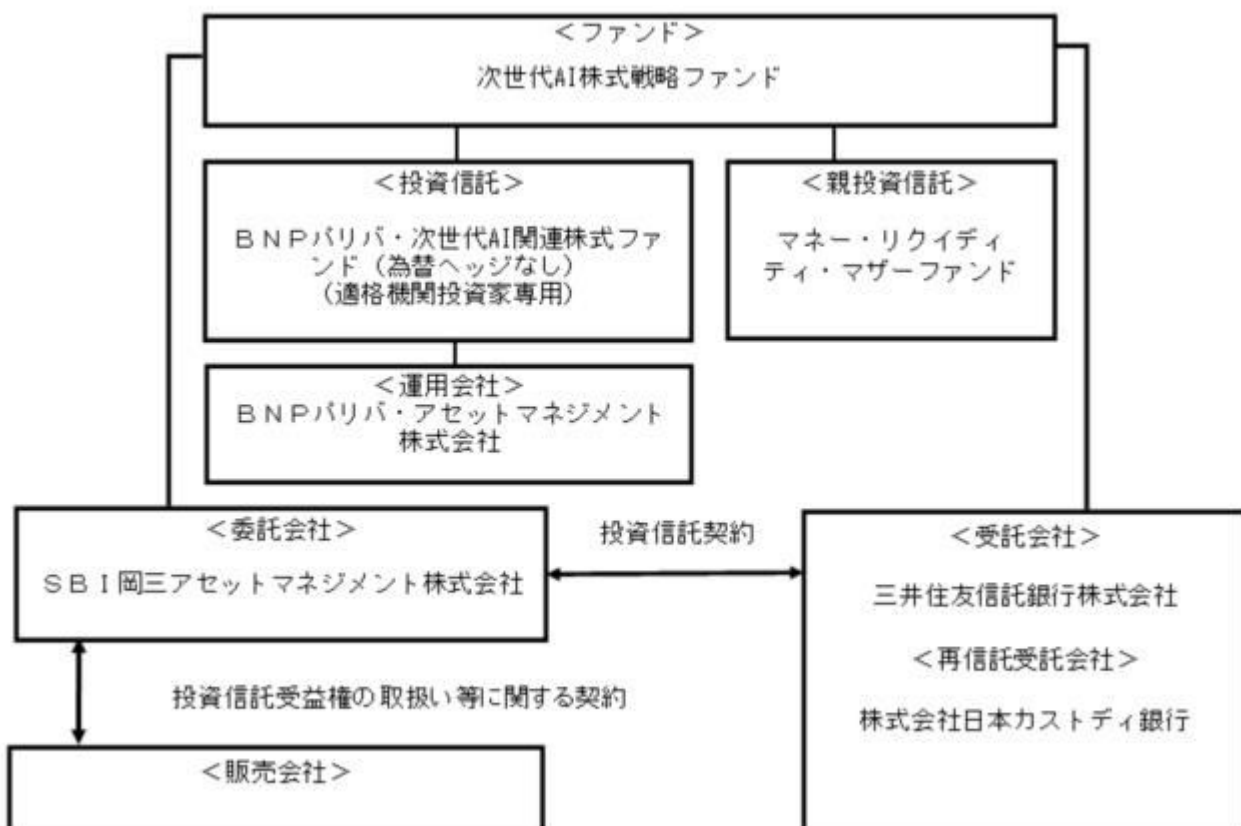 ＜ファンド＞
次世代AI株式戦略ファンド
＜投資信託＞
ＢＮＰパリバ・次世代AI関連株式ファ
ンド（為替ヘッジなし）
（適格機関投資家専用）
＜親投資信託＞
マネー・リクイディ
ティ・マザーファンド
＜運用会社＞
ＢＮＰパリバ・アセットマネジメント
株式会社
＜委託会社＞
ＳＢＩ岡三アセットマネジメント株式会社
投資信託契約
＜受託会社＞
三井住友信託銀行株式会社
＜再信託受託会社＞
株式会社日本カストディ銀行
投資信託受益権の取扱い等に関する契約
＜販売会社＞